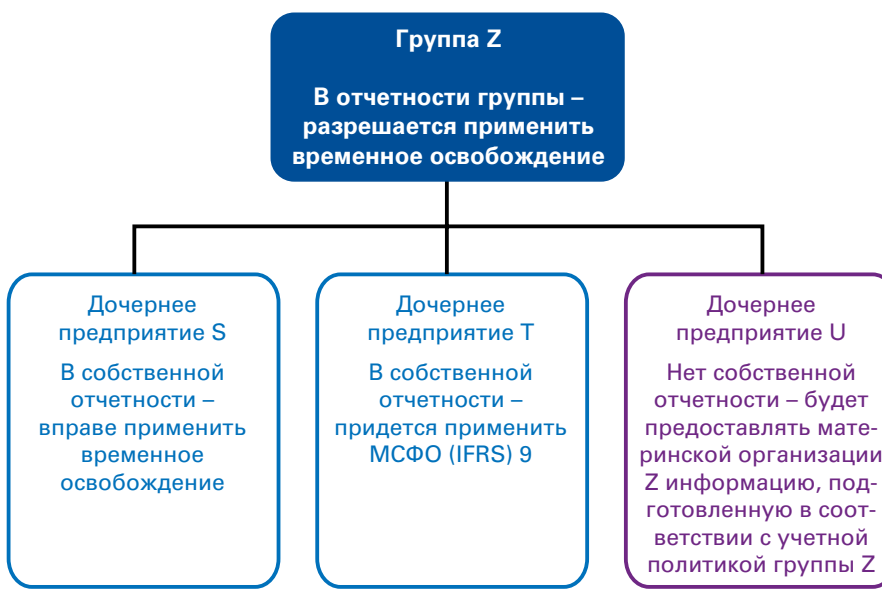 Группа Z
В отчетности группы –
разрешается применить
временное освобождение
Дочернее
предприятие S
В собственной
отчетности –
вправе применить
временное
освобождение
Дочернее
предприятие T
В собственной
отчетности –
придется применить
МСФО (IFRS) 9
Дочернее
предприятие U
Нет собственной
отчетности – будет
предоставлять мате-
ринской организации
Z информацию, под-
готовленную в соот-
ветствии с учетной
политикой группы Z